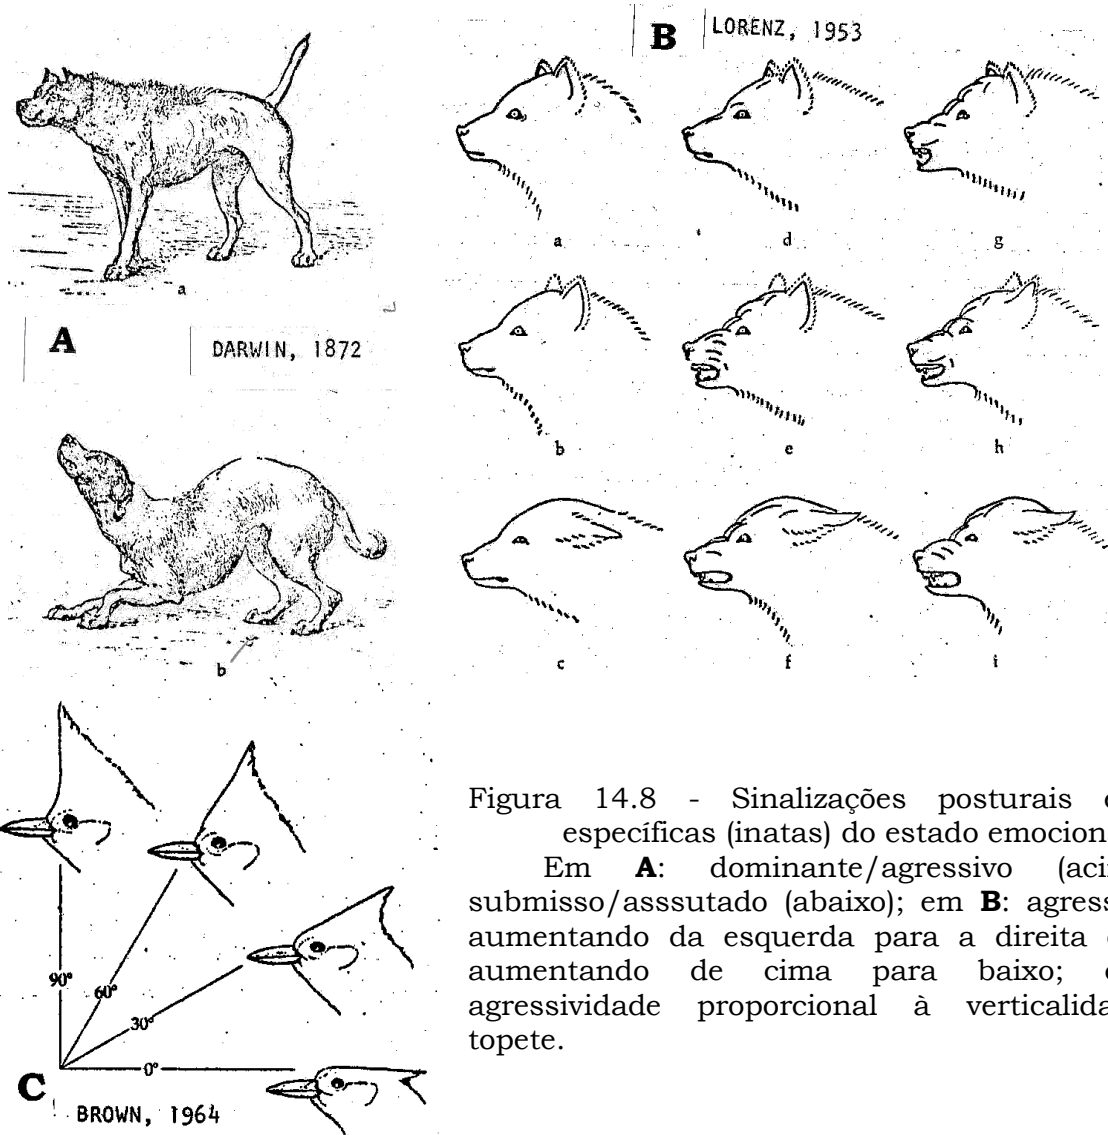 B LORENZ, 1953
a d g
a
A DARWIN, 1872
b e h
b
c f i
90°
60°
30°
0°
C BROWN, 1964
Figura 14.8 - Sinalizações posturais
específicas (inatas) do estado
Em A: dominante/agressivo
submisso/asssutado (abaixo); em B:
aumentando da esquerda para a direita
aumentando de cima para baixo;
agressividade proporcional à
topete.